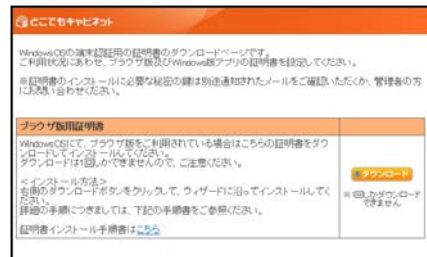 どこでもキャビネット
WindowsOSの端末認証用の証明書のダウンロードページです。
ご利用状況にあわせ、ブラウザ版及びWindows版アプリの証明書を設定してください。
※証明書のインストールに必要な秘密の鍵は別途通知されたメールをご確認いただくか、管理者の方
にお問い合わせください。
ブラウザ版用証明書
WindowsOSにて、ブラウザ版をご利用されている場合はこちらの証明書をダウ
ンロードしてインストールしてください。
ダウンロードは1回しかできませんので、ご注意ください。
<インストール方法>
右側のダウンロードボタンをクリックして、ウィザードに沿ってインストールしてく
ださい。
詳細の手順につきましては、下記の手順書をご参照ください。
証明書インストール手順書はこちら
ダウンロード
※1回しかダウンロード
できません